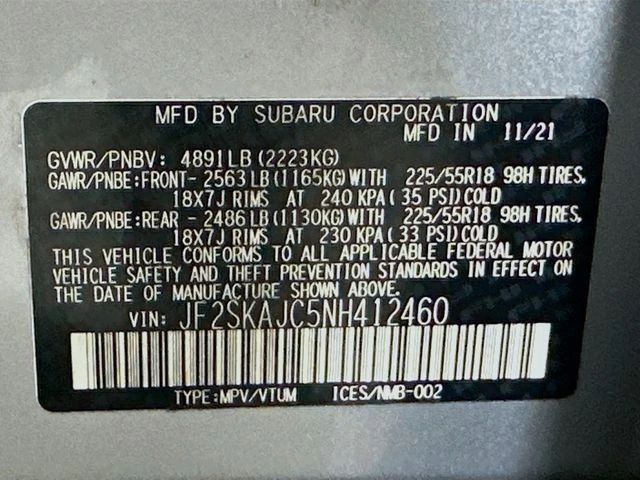 MFD BY SUBARU CORPORATION
MFD IN 11/21
GVWR/PNBV: 4891LB(2223KG)
GAWR/PNBE:FRONT-2563LB(1165KG)WITH 225/55R18 98H TIRES,
18X7J RIMS AT 240 KPA(35 PSI)COLD
GAWR/PNBE:REAR -2486LB(1130KG)WITH 225/55R18 98H TIRES,
18X7J RIMS AT 230 KPA(33 PSI)COLD
THIS VEHICLE CONFORMS TO ALL APPLICABLE FEDERAL MOTOR
VEHICLE SAFETY AND THEFT PREVENTION STANDARDS IN EFFECT ON
THE DATE OF MANUFACTURE SHOWN ABOVE.
VIN: JF2SKAJC5NH412460
TYPE:MPV/VTUM ICES/NMB-002